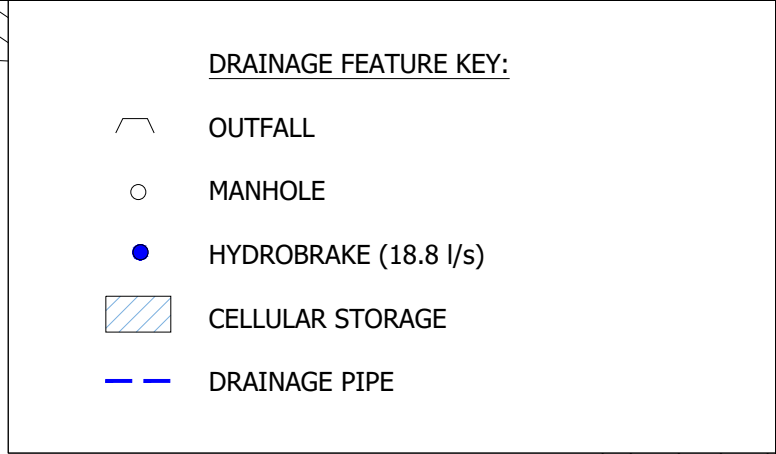 DRAINAGE FEATURE KEY:
OUTFALL
MANHOLE
HYDROBRAKE (18.8 l/s)
CELLULAR STORAGE
DRAINAGE PIPE